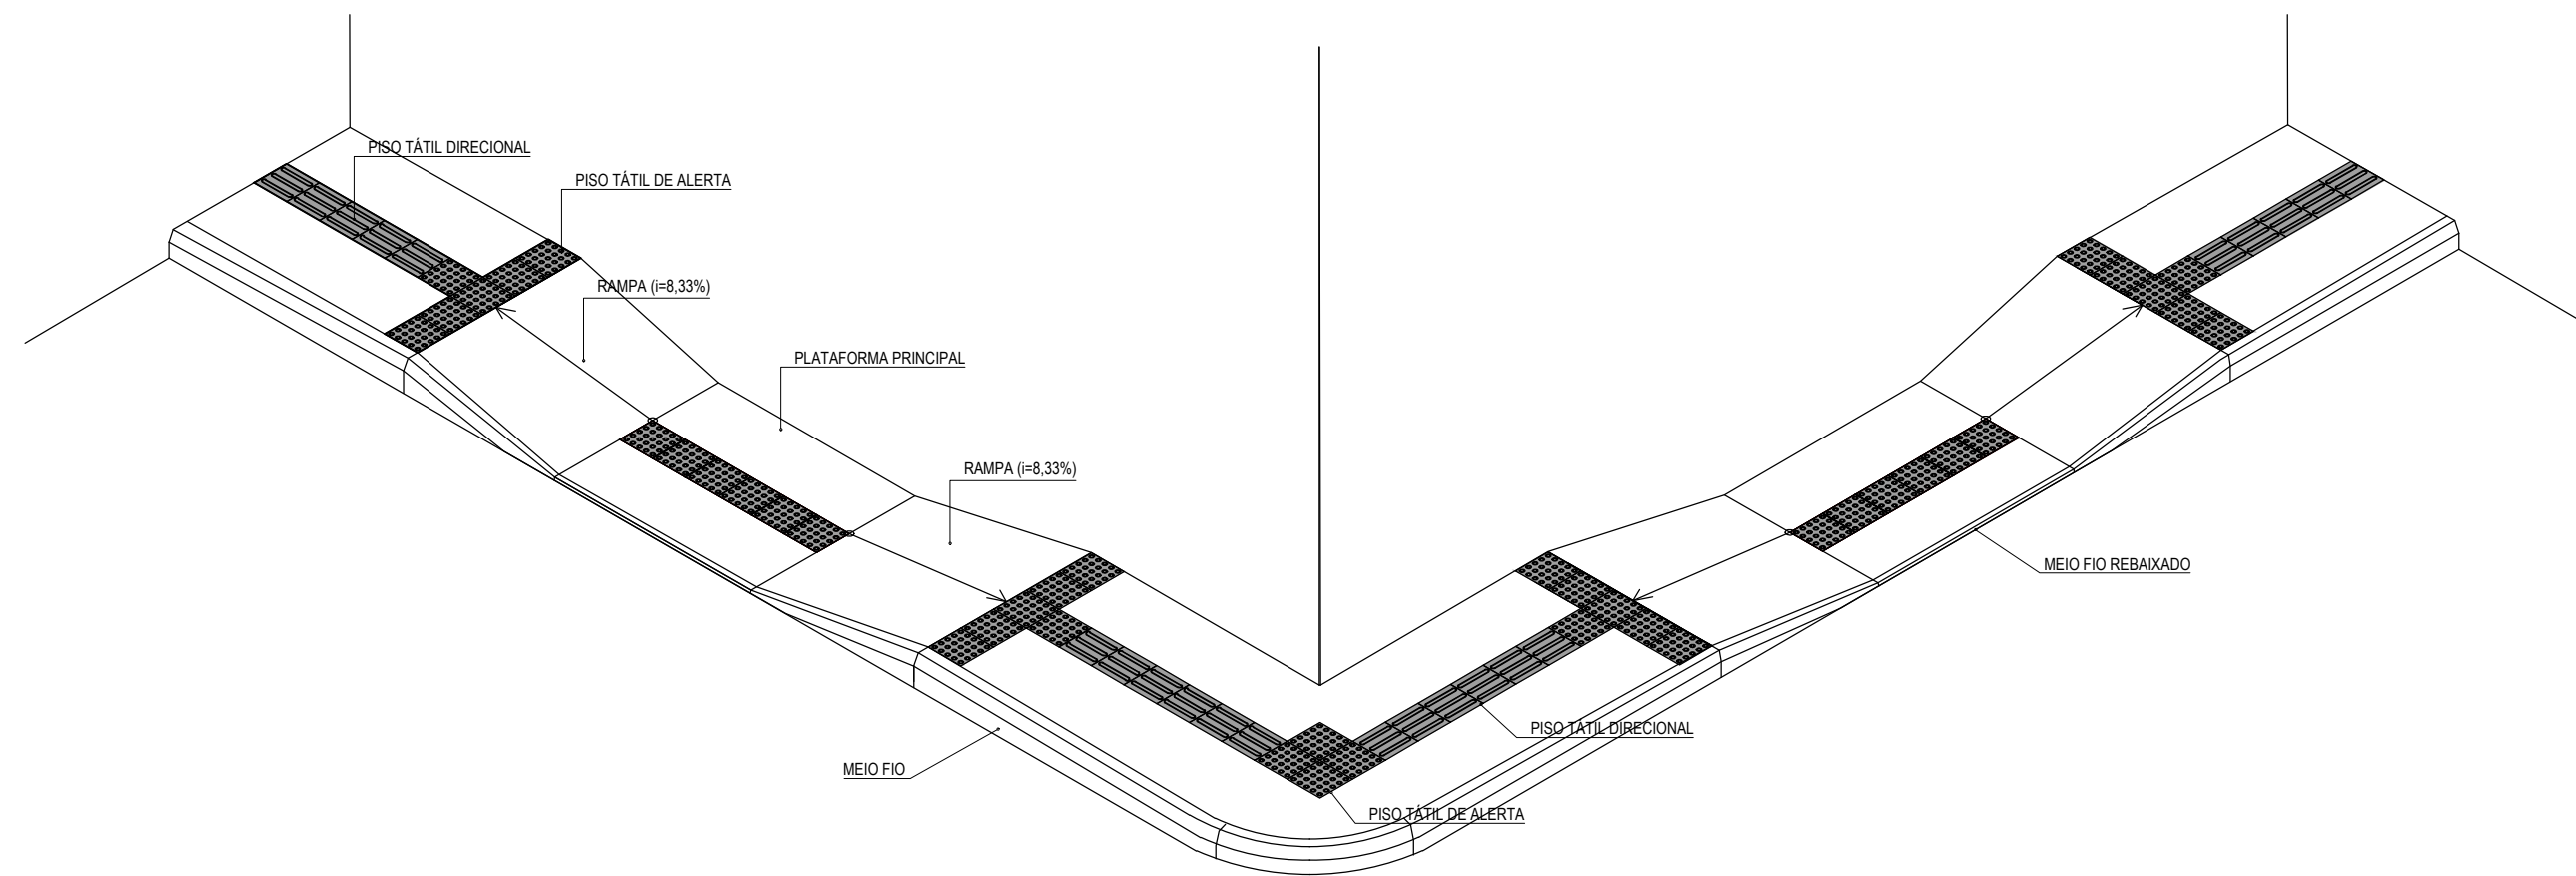 PISO TÁTIL DIRECIONAL
PISO TÁTIL DE ALERTA
RAMPA (i=8,33%)
PLATAFORMA PRINCIPAL
RAMPA (i=8,33%)
MEIO FIO REBAIXADO
PISO TÁTIL DIRECIONAL
MEIO FIO
PISO TÁTIL DE ALERTA